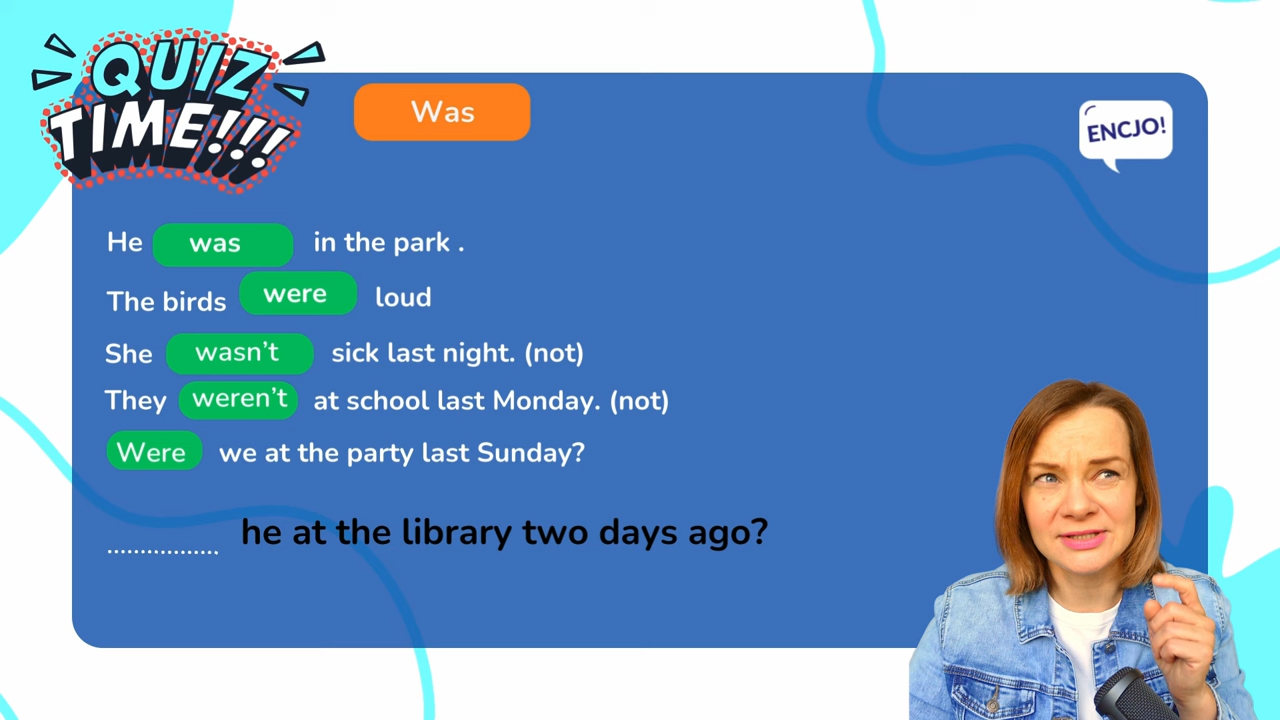 QUIZ
TIME!!!
Was
ENCJO!
He was in the park .
The birds were loud
She wasn't sick last night. (not)
They weren't at school last Monday. (not)
Were we at the party last Sunday?
.................... he at the library two days ago?